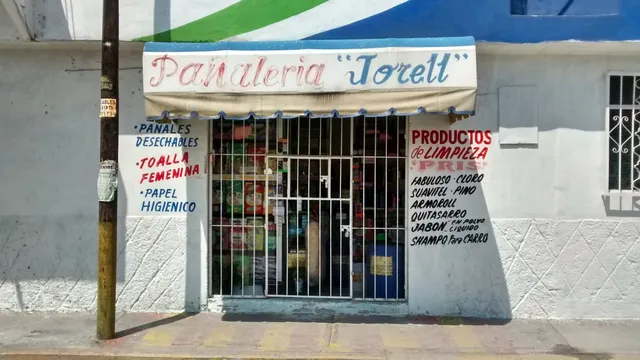 Pañaleria "Jorell"
• PAÑALES
DESECHABLES
• TOALLA
FEMENINA
• PAPEL
HIGIENICO
PRODUCTOS
de LIMPIEZA
"PRIS"
FABULOSO • CLORO
SUAVITEL • PINO
ARMOROLL
QUITASARRO
JABON EN POLVO
LIQUIDO
SHAMPO Para CARRO